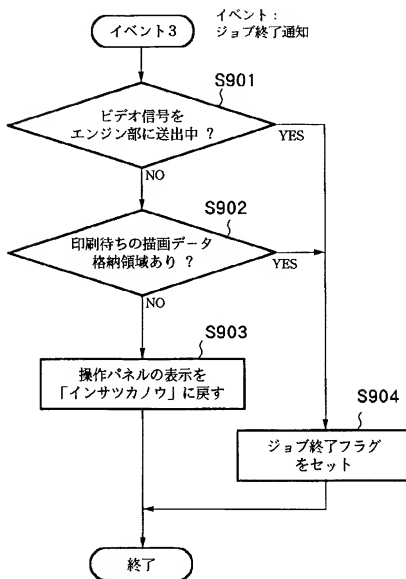 イベント3
イベント：
ジョブ終了通知
S901
ビデオ信号を
エンジン部に送出中 ?
YES
NO
S902
印刷待ちの描画データ
格納領域あり ?
YES
NO
S903
操作パネルの表示を
「インサツカノウ」に戻す
S904
ジョブ終了フラグ
をセット
終了